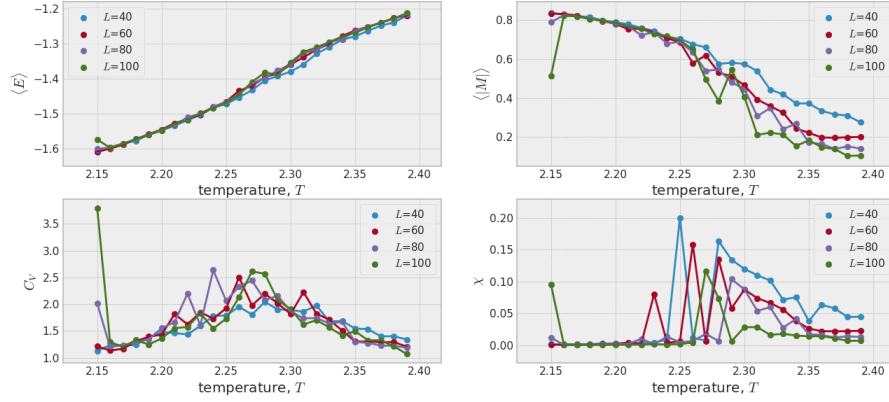 ⟨E⟩
−1.2
−1.3
−1.4
−1.5
−1.6
L=40
L=60
L=80
L=100
2.15 2.20 2.25 2.30 2.35 2.40
temperature, T
⟨|M|⟩
0.8
0.6
0.4
0.2
L=40
L=60
L=80
L=100
2.15 2.20 2.25 2.30 2.35 2.40
temperature, T
C_V
3.5
3.0
2.5
2.0
1.5
1.0
L=40
L=60
L=80
L=100
2.15 2.20 2.25 2.30 2.35 2.40
temperature, T
χ
0.20
0.15
0.10
0.05
0.00
L=40
L=60
L=80
L=100
2.15 2.20 2.25 2.30 2.35 2.40
temperature, T